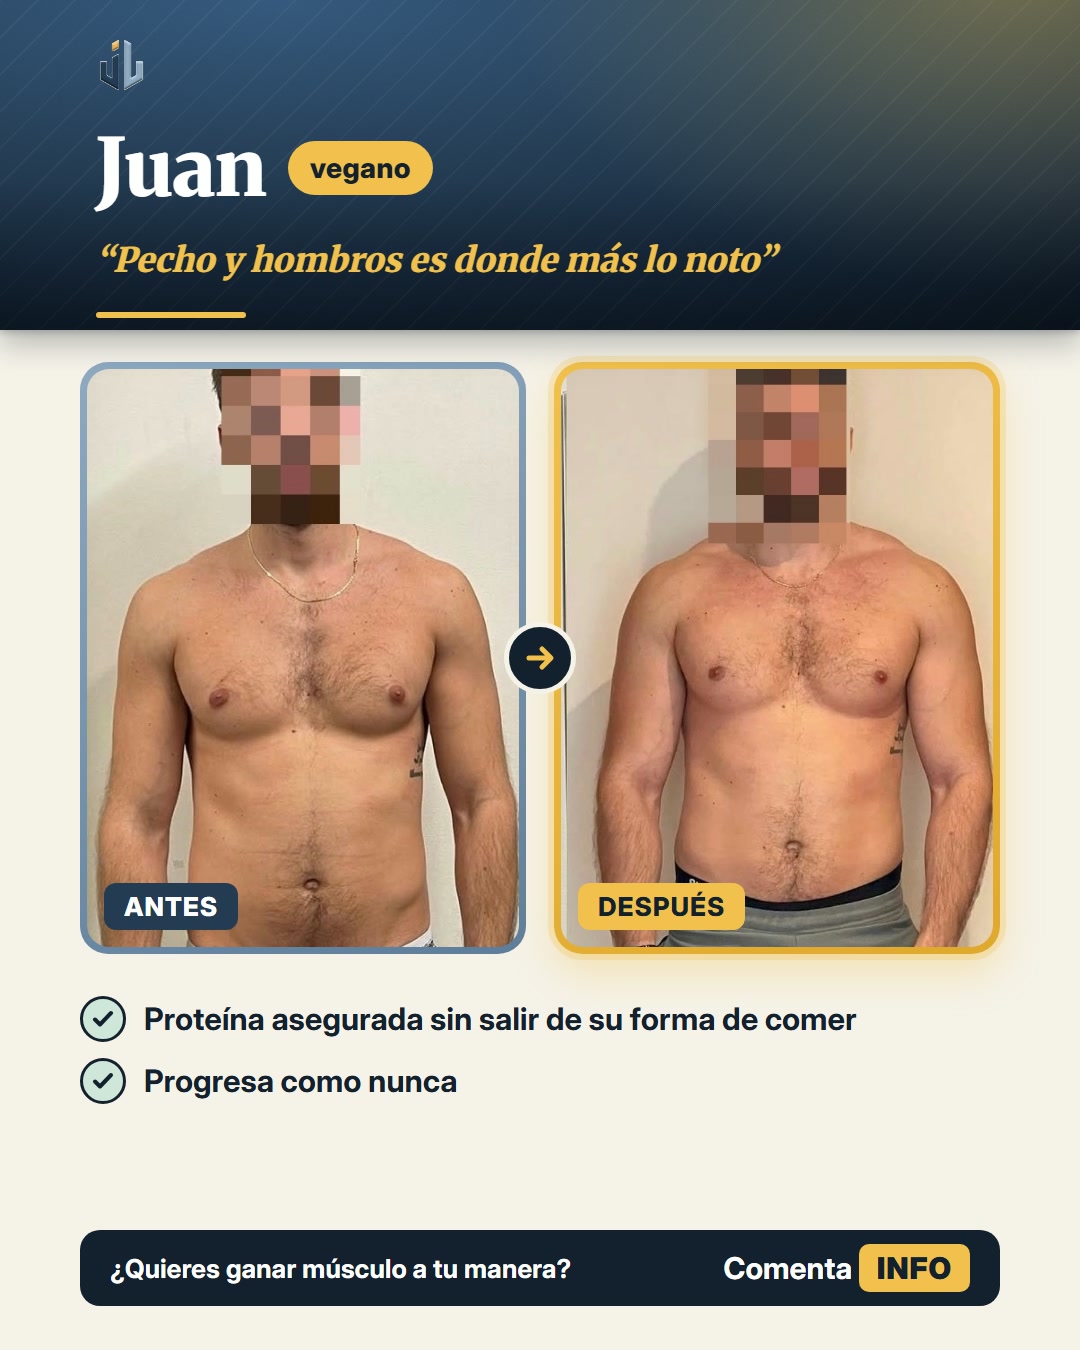 Juan
vegano
“Pecho y hombros es donde más lo noto”
ANTES
DESPUÉS
Proteína asegurada sin salir de su forma de comer
Progresa como nunca
¿Quieres ganar músculo a tu manera?
Comenta INFO